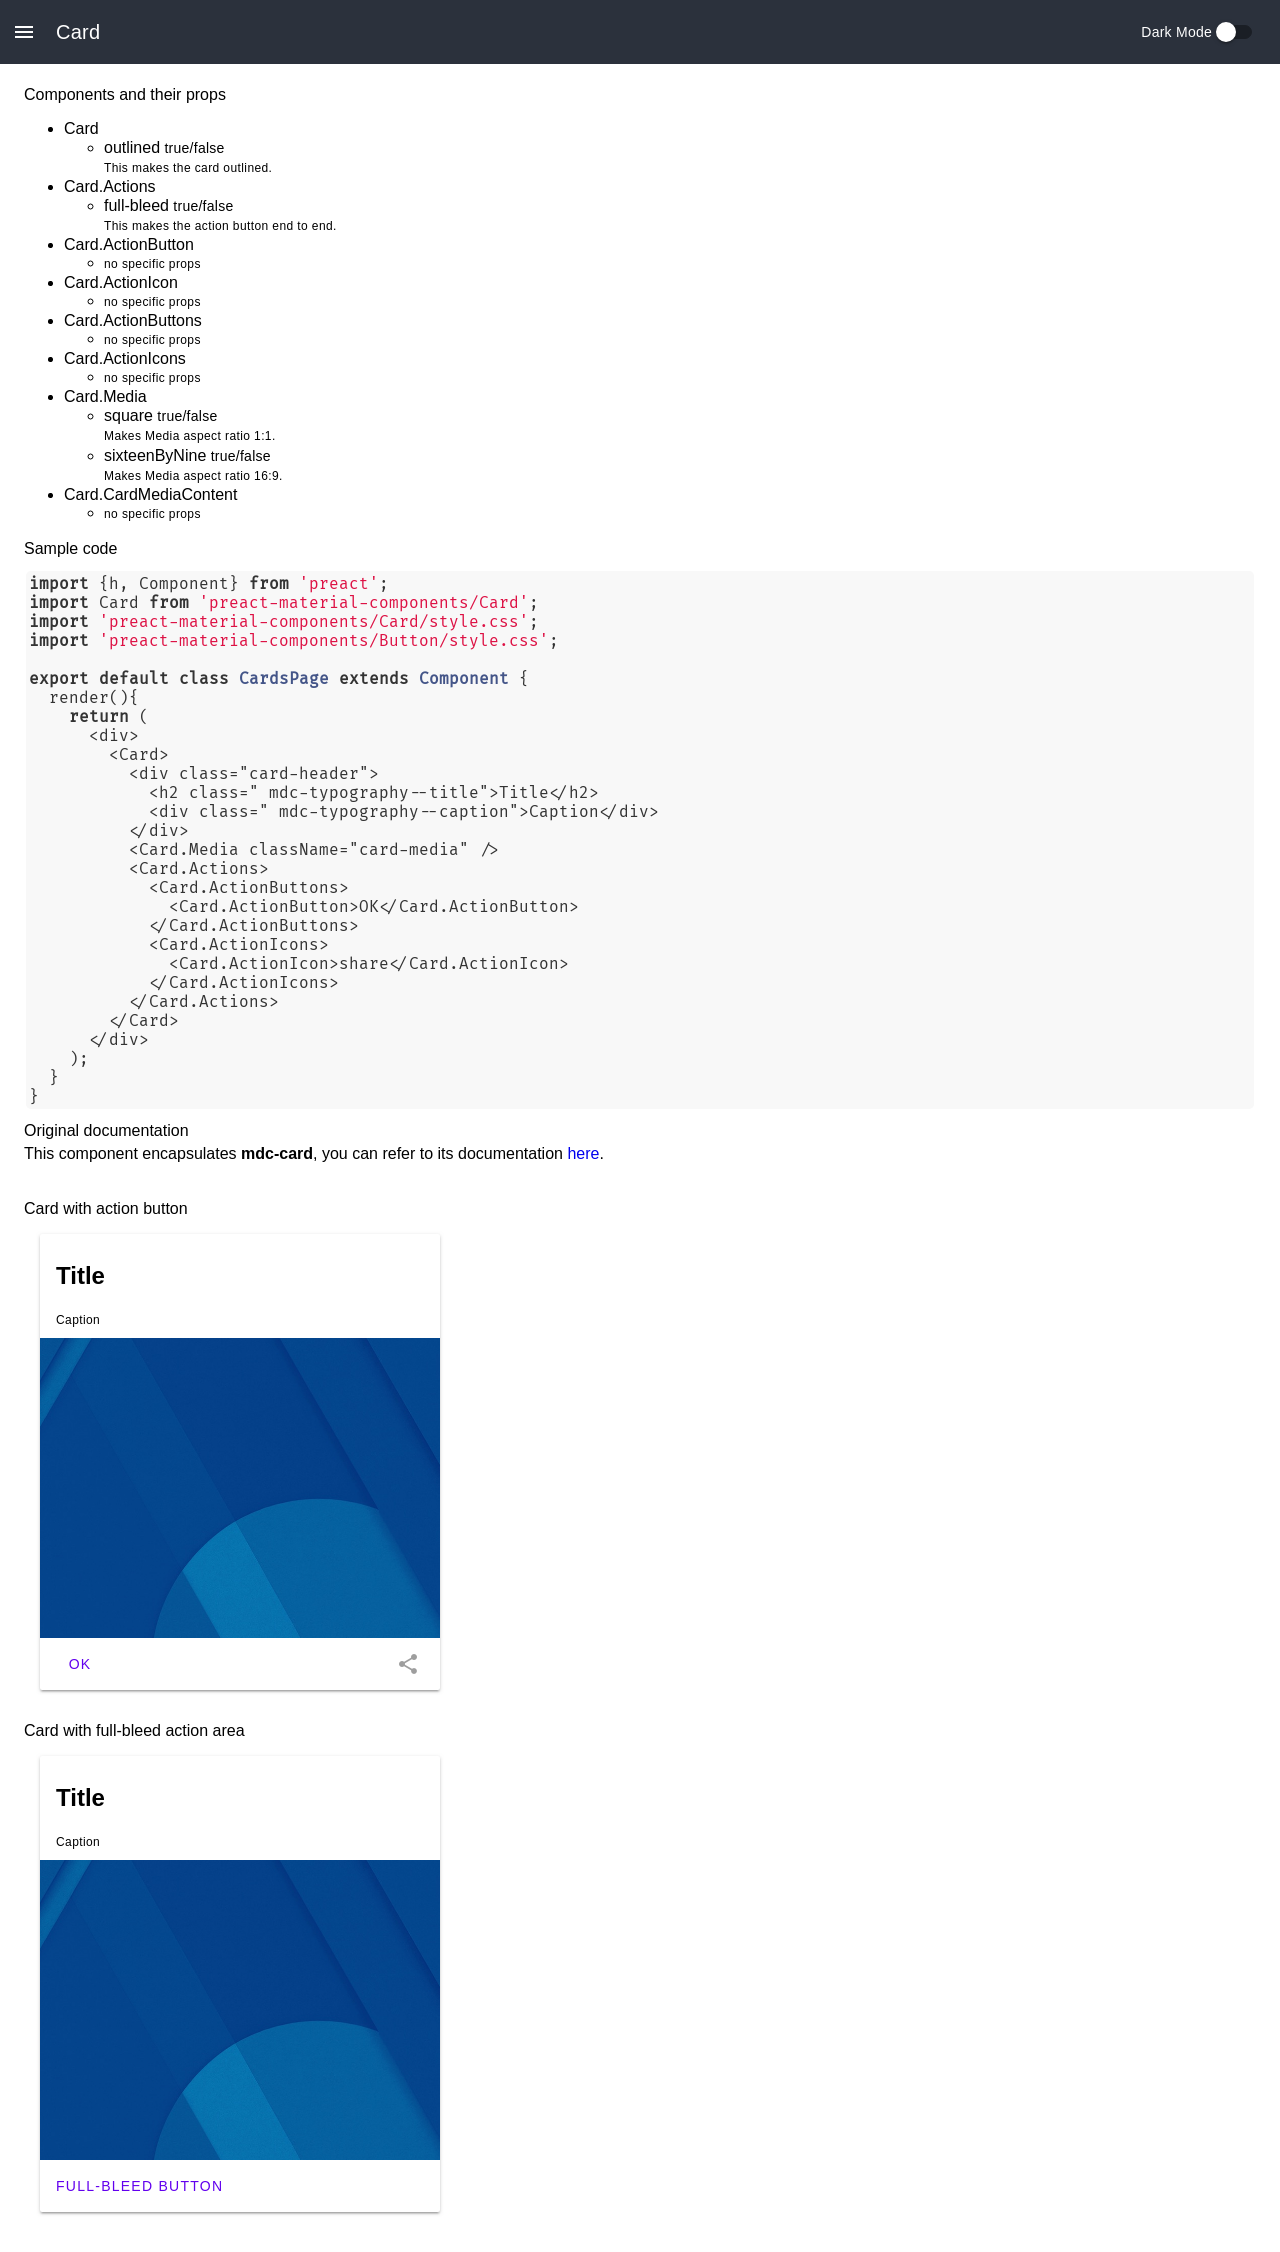 Card
Dark Mode
Components and their props
Card
outlined true/false
This makes the card outlined.
Card.Actions
full-bleed true/false
This makes the action button end to end.
Card.ActionButton
no specific props
Card.ActionIcon
no specific props
Card.ActionButtons
no specific props
Card.ActionIcons
no specific props
Card.Media
square true/false
Makes Media aspect ratio 1:1.
sixteenByNine true/false
Makes Media aspect ratio 16:9.
Card.CardMediaContent
no specific props
Sample code
import {h, Component} from 'preact';
import Card from 'preact-material-components/Card';
import 'preact-material-components/Card/style.css';
import 'preact-material-components/Button/style.css';
export default class CardsPage extends Component {
  render(){
    return (
      <div>
        <Card>
          <div class="card-header">
            <h2 class=" mdc-typography--title">Title</h2>
            <div class=" mdc-typography--caption">Caption</div>
          </div>
          <Card.Media className="card-media" />
          <Card.Actions>
            <Card.ActionButtons>
              <Card.ActionButton>OK</Card.ActionButton>
            </Card.ActionButtons>
            <Card.ActionIcons>
              <Card.ActionIcon>share</Card.ActionIcon>
            </Card.ActionIcons>
          </Card.Actions>
        </Card>
      </div>
    );
  }
}
Original documentation
This component encapsulates mdc-card, you can refer to its documentation here.
Card with action button
Title
Caption
OK
Card with full-bleed action area
Title
Caption
FULL-BLEED BUTTON